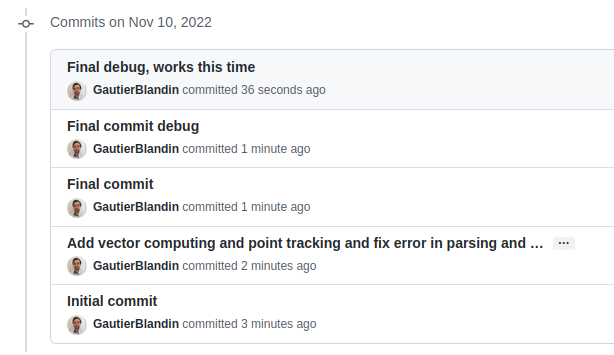 Commits on Nov 10, 2022
Final debug, works this time
GautierBlandin committed 36 seconds ago
Final commit debug
GautierBlandin committed 1 minute ago
Final commit
GautierBlandin committed 1 minute ago
Add vector computing and point tracking and fix error in parsing and … ...
GautierBlandin committed 2 minutes ago
Initial commit
GautierBlandin committed 3 minutes ago